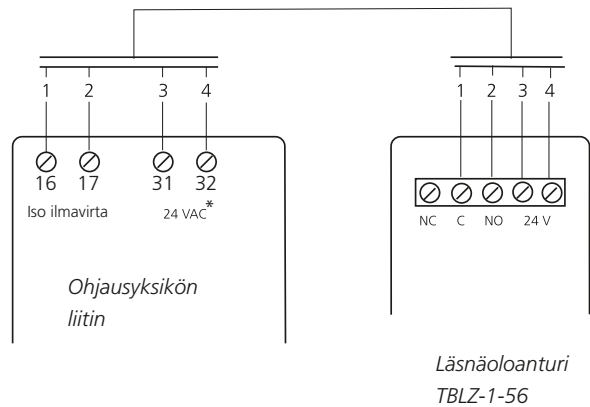 1 2 3 4
1 2 3 4
16 17 31 32
Iso ilmavirta 24 VAC*
NC C NO 24 V
Ohjausyksikön
liitin
Läsnäoloanturi
TBLZ-1-56